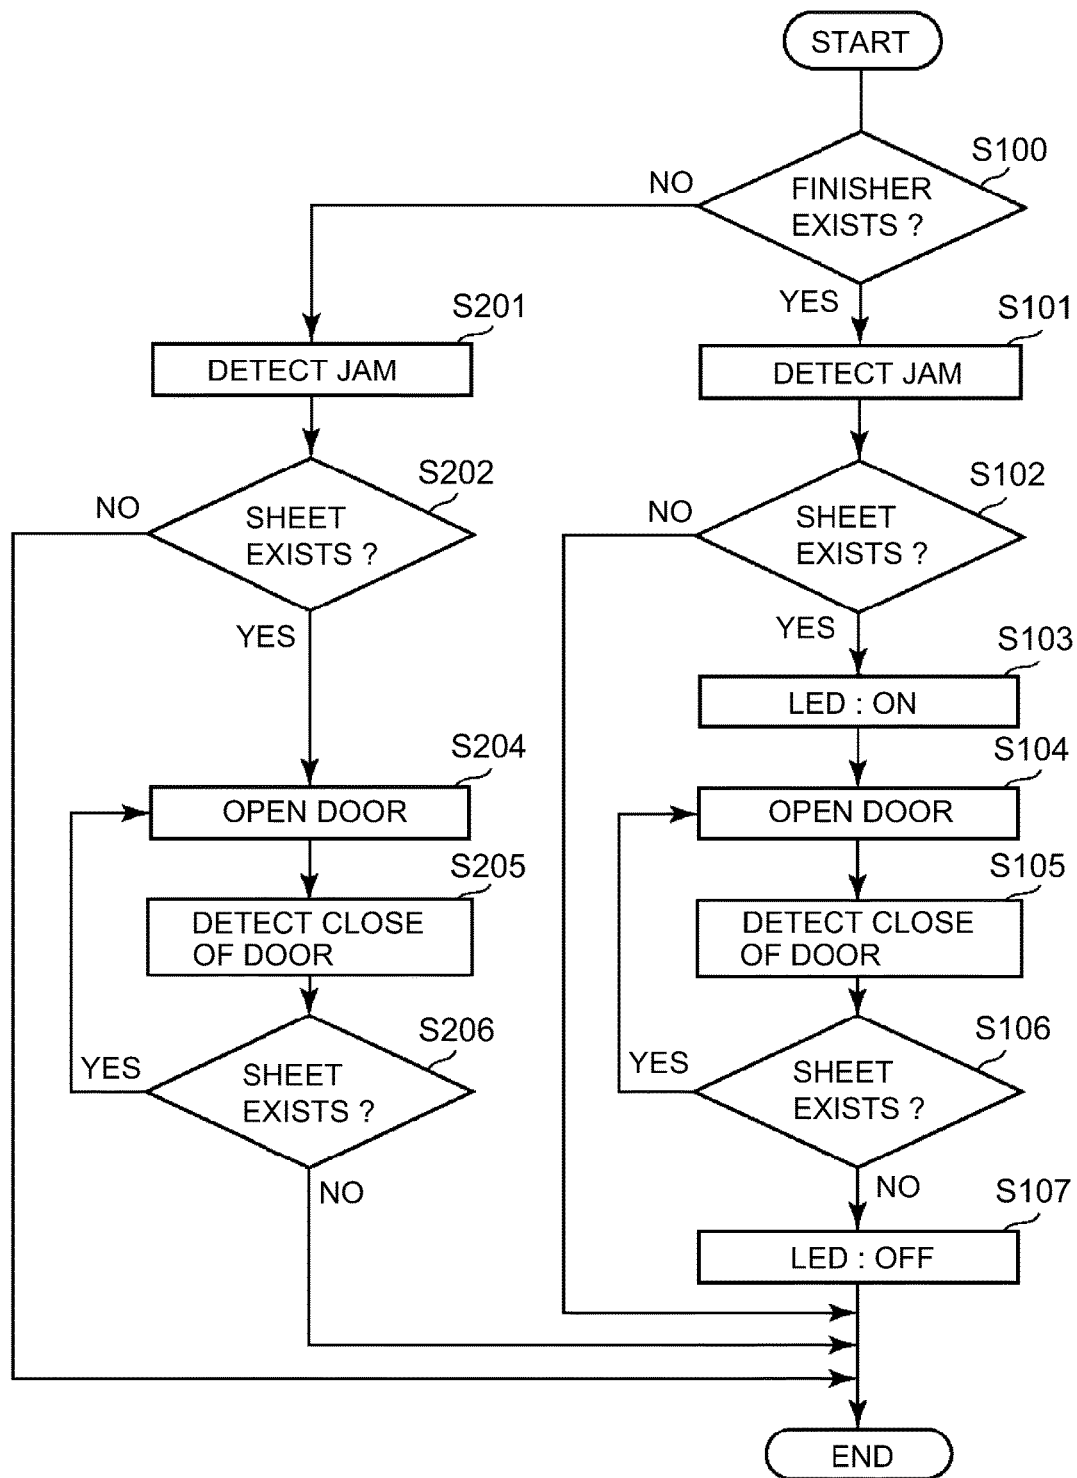 START
S100
FINISHER
EXISTS ?
NO
YES
S201
DETECT JAM
S101
DETECT JAM
S202
SHEET
EXISTS ?
NO
YES
S102
SHEET
EXISTS ?
NO
YES
S103
LED : ON
S204
OPEN DOOR
S104
OPEN DOOR
S205
DETECT CLOSE
OF DOOR
S105
DETECT CLOSE
OF DOOR
S206
SHEET
EXISTS ?
YES
NO
S106
SHEET
EXISTS ?
YES
NO
S107
LED : OFF
END